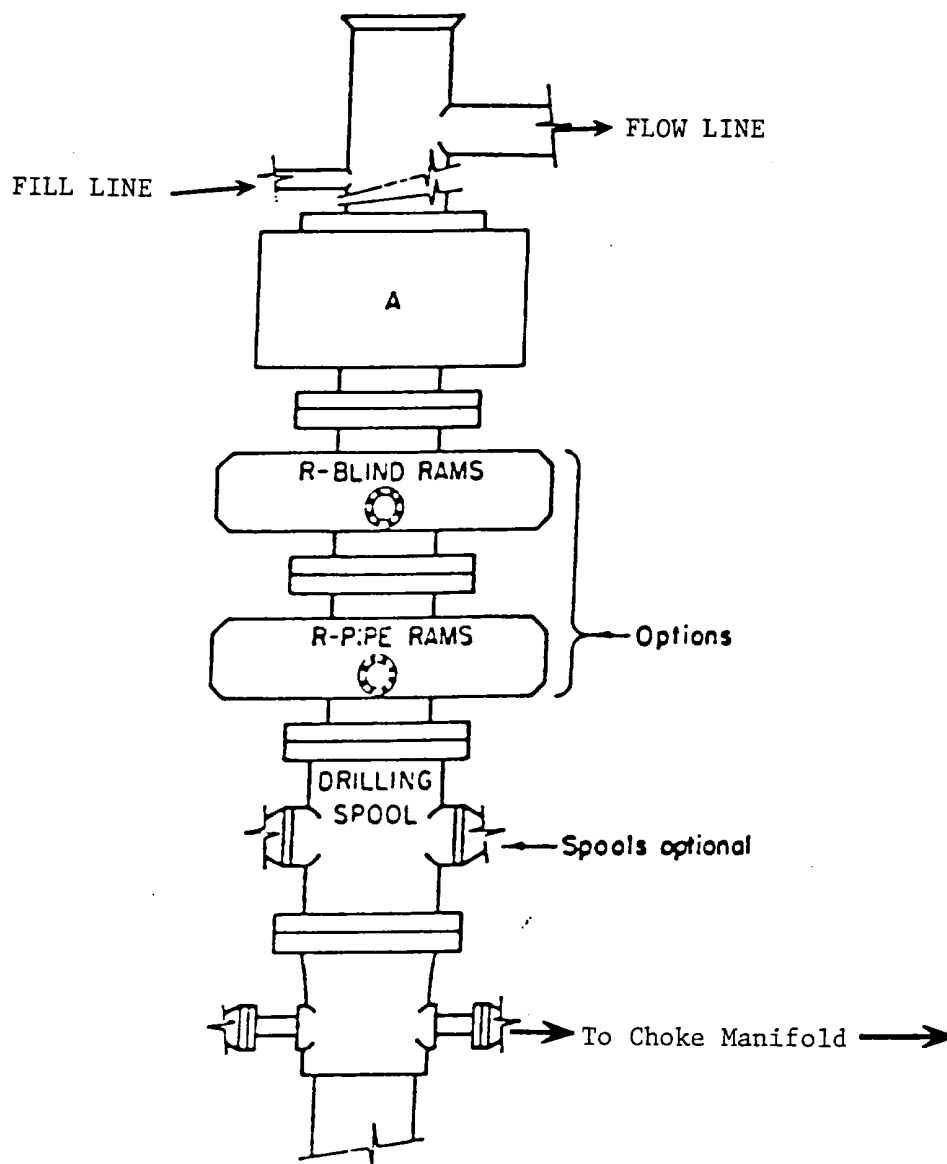 FLOW LINE
FILL LINE
A
R-BLIND RAMS
R-PIPE RAMS
Options
DRILLING
SPOOL
Spools optional
To Choke Manifold